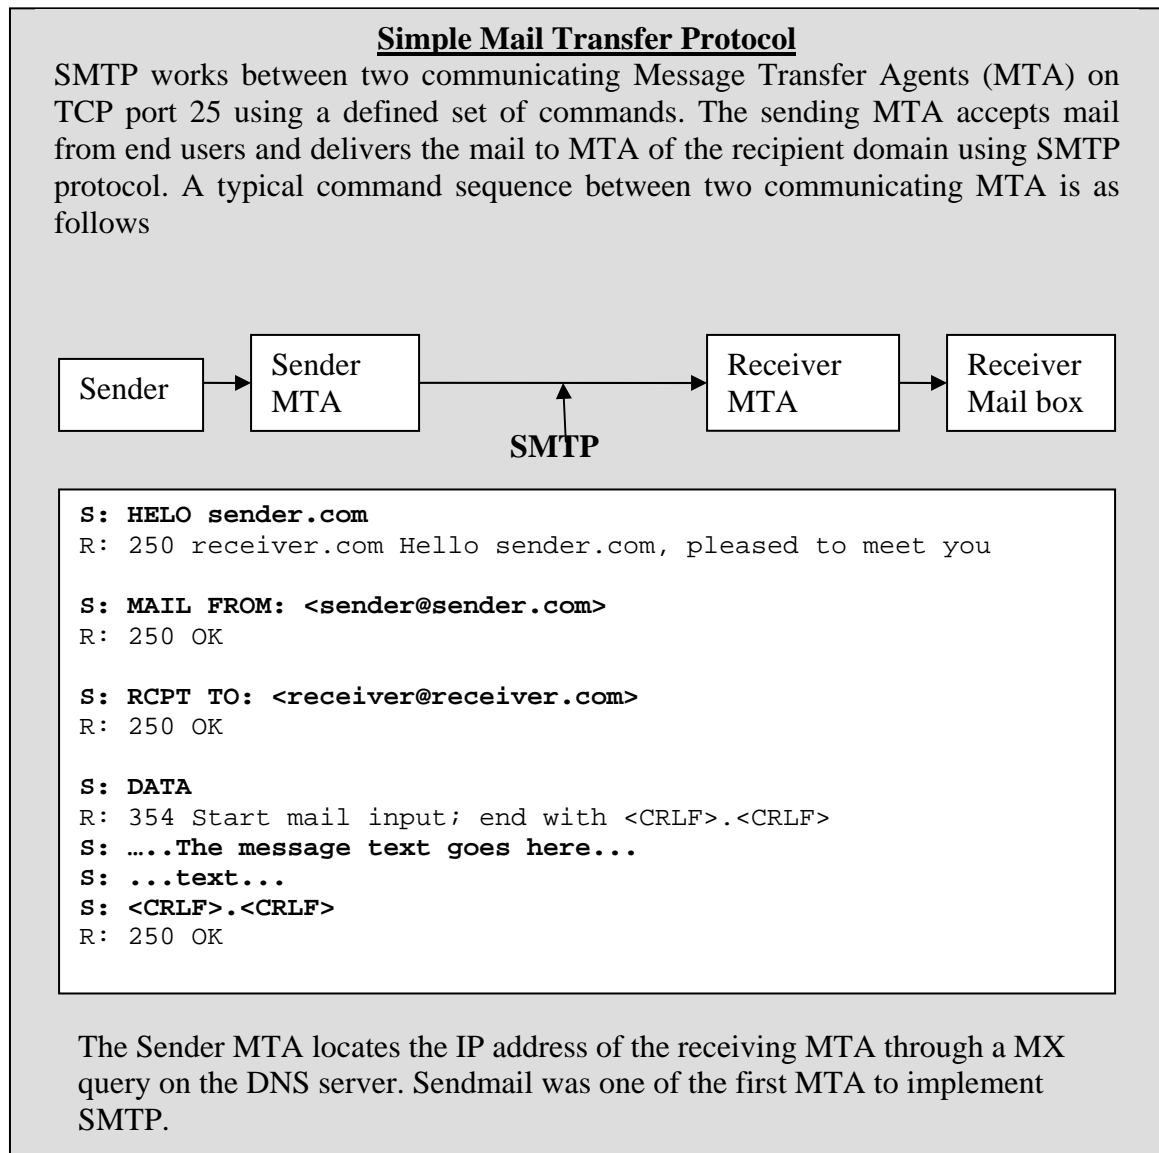 Simple Mail Transfer Protocol
SMTP works between two communicating Message Transfer Agents (MTA) on
TCP port 25 using a defined set of commands. The sending MTA accepts mail
from end users and delivers the mail to MTA of the recipient domain using SMTP
protocol. A typical command sequence between two communicating MTA is as
follows
Sender
Sender
MTA
Receiver
MTA
Receiver
Mail box
SMTP
S: HELO sender.com
R: 250 receiver.com Hello sender.com, pleased to meet you
S: MAIL FROM: <sender@sender.com>
R: 250 OK
S: RCPT TO: <receiver@receiver.com>
R: 250 OK
S: DATA
R: 354 Start mail input; end with <CRLF>.<CRLF>
S: …..The message text goes here...
S: ...text...
S: <CRLF>.<CRLF>
R: 250 OK
The Sender MTA locates the IP address of the receiving MTA through a MX
query on the DNS server. Sendmail was one of the first MTA to implement
SMTP.